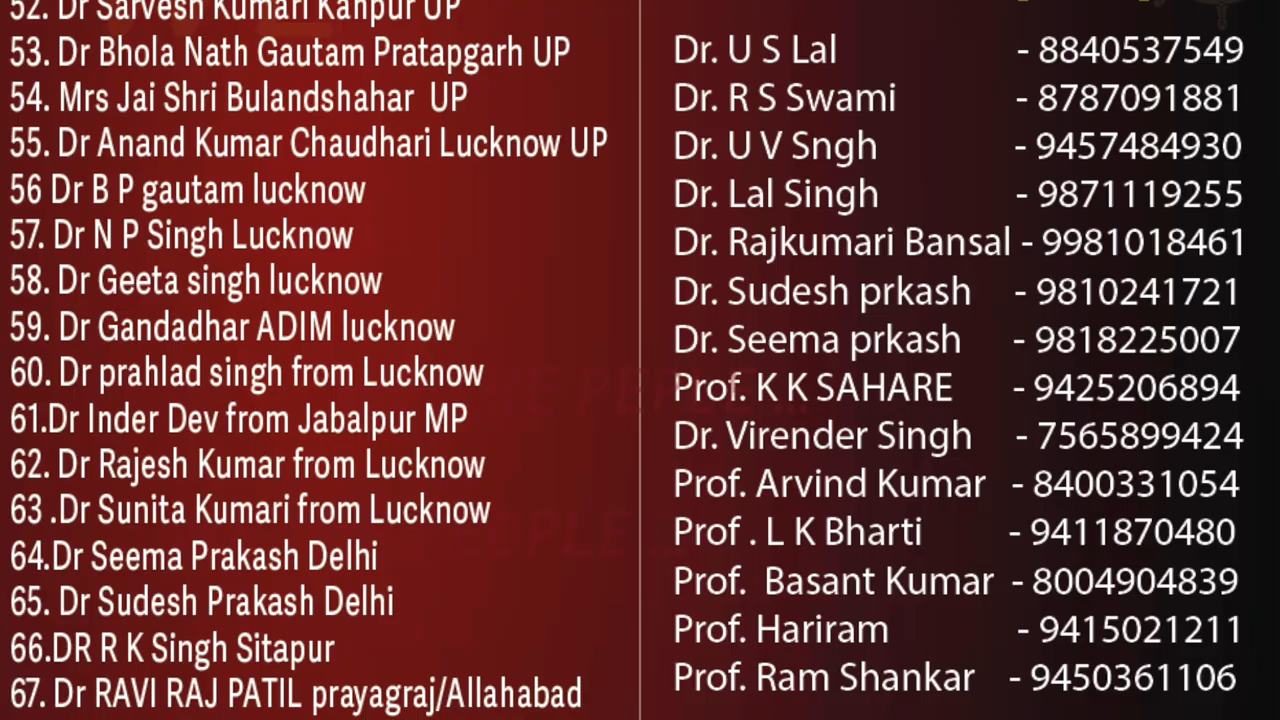 52. Dr Sarvesh Kumari Kanpur UP
53. Dr Bhola Nath Gautam Pratapgarh UP
54. Mrs Jai Shri Bulandshahar UP
55. Dr Anand Kumar Chaudhari Lucknow UP
56 Dr B P gautam lucknow
57. Dr N P Singh Lucknow
58. Dr Geeta singh lucknow
59. Dr Gandadhar ADIM lucknow
60. Dr prahlad singh from Lucknow
61.Dr Inder Dev from Jabalpur MP
62. Dr Rajesh Kumar from Lucknow
63 .Dr Sunita Kumari from Lucknow
64.Dr Seema Prakash Delhi
65. Dr Sudesh Prakash Delhi
66.DR R K Singh Sitapur
67. Dr RAVI RAJ PATIL prayagraj/Allahabad
Dr. U S Lal - 8840537549
Dr. R S Swami - 8787091881
Dr. U V Sngh - 9457484930
Dr. Lal Singh - 9871119255
Dr. Rajkumari Bansal - 9981018461
Dr. Sudesh prkash - 9810241721
Dr. Seema prkash - 9818225007
Prof. K K SAHARE - 9425206894
Dr. Virender Singh - 7565899424
Prof. Arvind Kumar - 8400331054
Prof . L K Bharti - 9411870480
Prof. Basant Kumar - 8004904839
Prof. Hariram - 9415021211
Prof. Ram Shankar - 9450361106